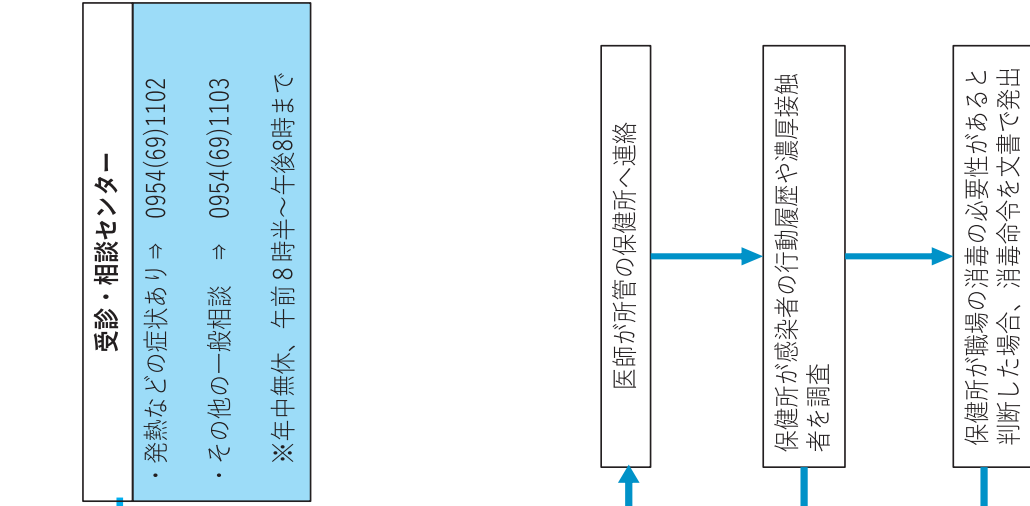 受診・相談センター
・発熱などの症状あり⇒ 0954(69)1102
・その他の一般相談 ⇒ 0954(69)1103
※年中無休、午前８時半～午後8時まで
医師が所管の保健所へ連絡
保健所が感染者の行動履歴や濃厚接触
者を調査
保健所が職場の消毒の必要性があると
判断した場合、消毒命令を文書で発出